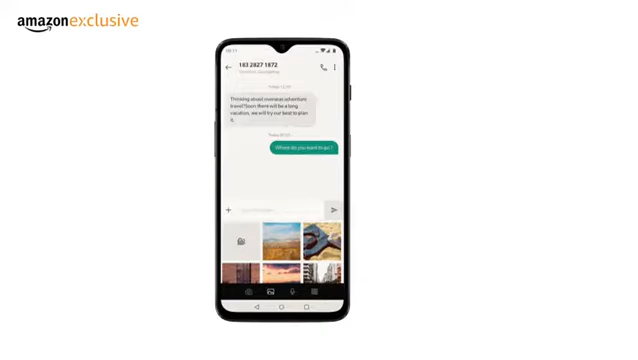 amazonexclusive
183 2827 1872
Thinking about overseas adventure
travel? Soon there will be a long
vacation, we will try our best to plan
it.
Where do you want to go?